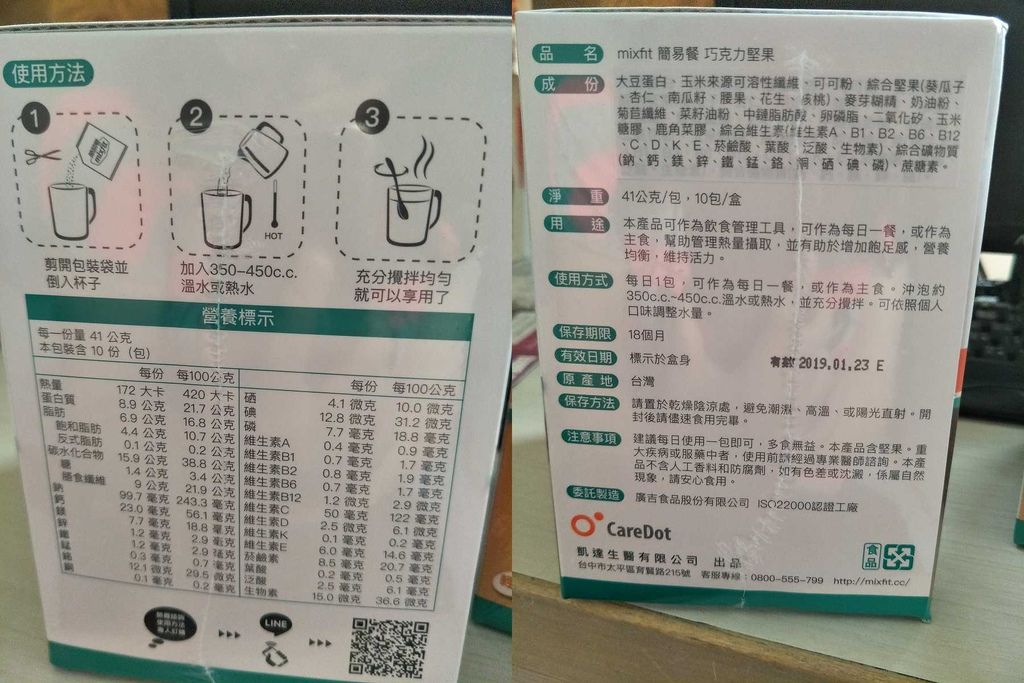 使用方法
1
2
3
HOT
剪開包裝袋並
倒入杯子
加入350-450c.c.
溫水或熱水
充分攪拌均勻
就可以享用了
營養標示
每一份量 41 公克
本包裝含 10 份（包）
每份 每100公克 每份 每100公克
熱量 172 大卡 420 大卡
蛋白質 8.9 公克 21.7 公克
脂肪 6.9 公克 16.8 公克
飽和脂肪 4.4 公克 10.7 公克
反式脂肪 0.1 公克 0.2 公克
碳水化合物 15.9 公克 38.8 公克
糖 1.4 公克 3.4 公克
膳食纖維 9 公克 21.9 公克
鈉 99.7 毫克 243.3 毫克
鈣 23.0 毫克 56.1 毫克
鎂 7.7 毫克 18.8 毫克
鋅 1.2 毫克 2.9 毫克
鐵 1.2 毫克 2.9 毫克
錳 0.3 毫克 0.7 毫克
鉻 12.1 微克 29.5 微克
銅 0.1 毫克 0.2 毫克
硒 4.1 微克 10.0 微克
碘 12.8 微克 31.2 微克
磷 7.7 毫克 18.8 毫克
維生素A 0.4 毫克 0.9 毫克
維生素B1 0.7 毫克 1.7 毫克
維生素B2 0.8 毫克 1.9 毫克
維生素B6 0.7 毫克 1.7 毫克
維生素B12 1.2 微克 2.9 微克
維生素C 50 毫克 122 毫克
維生素D 2.5 微克 6.1 微克
維生素K 0.1 毫克 0.2 毫克
維生素E 6.0 毫克 14.6 毫克
菸鹼素 8.5 毫克 20.7 毫克
葉酸 0.2 毫克 0.5 毫克
泛酸 2.5 毫克 6.1 毫克
生物素 15.0 微克 36.6 微克
LINE
品名 mixfit 簡易餐 巧克力堅果
成份 大豆蛋白、玉米來源可溶性纖維、可可粉、綜合堅果(葵瓜子
、杏仁、南瓜籽、腰果、花生、核桃)、麥芽糊精、奶油粉、
菊苣纖維、菜籽油粉、中鏈脂肪酸、卵磷脂、二氧化矽、玉米
糖膠、鹿角菜膠、綜合維生素(維生素A、B1、B2、B6、B12
、C、D、K、E、菸鹼酸、葉酸、泛酸、生物素)、綜合礦物質
(鈉、鈣、鎂、鋅、鐵、錳、鉻、銅、硒、碘、磷)、蔗糖素。
淨重 41公克/包，10包/盒
用途 本產品可作為飲食管理工具，可作為每日一餐，或作為
主食，幫助管理熱量攝取，並有助於增加飽足感，營養
均衡，維持活力。
使用方式 每日1包，可作為每日一餐，或作為主食。沖泡約
350c.c.~450c.c.溫水或熱水，並充分攪拌。可依照個人
口味調整水量。
保存期限 18個月
有效日期 標示於盒身 有效 2019.01.23 E
原產地 台灣
保存方法 請置於乾燥陰涼處，避免潮濕、高溫、或陽光直射。開
封後請儘速食用完畢。
注意事項 建議每日使用一包即可，多食無益。本產品含堅果。重
大疾病或服藥中者，使用前請經過專業醫師諮詢。本產
品不含人工香料和防腐劑，如有色差或沈澱，係屬自然
現象，請安心食用。
委託製造 廣吉食品股份有限公司 ISO22000認證工廠
CareDot
凱達生醫有限公司 出品
台中市太平區育賢路215號 客服專線：0800-555-799 http://mixfit.cc/
食品